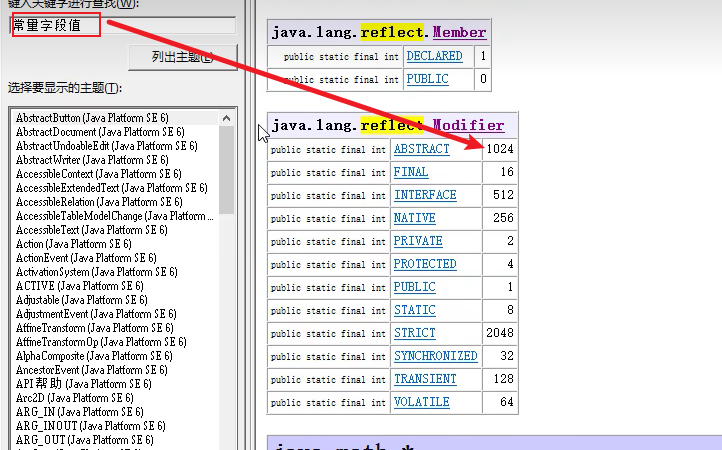 键入关键字进行查找(W):
常量字段值
列出主题(L)
选择要显示的主题(T):
AbstractButton (Java Platform SE 6)
AbstractDocument (Java Platform SE 6)
AbstractUndoableEdit (Java Platform SE 6)
AbstractWriter (Java Platform SE 6)
AccessibleContext (Java Platform SE 6)
AccessibleExtendedText (Java Platform SE 6)
AccessibleRelation (Java Platform SE 6)
AccessibleTableModelChange (Java Platform ...
AccessibleText (Java Platform SE 6)
Action (Java Platform SE 6)
ActionEvent (Java Platform SE 6)
ActivationSystem (Java Platform SE 6)
ACTIVE (Java Platform SE 6)
Adjustable (Java Platform SE 6)
AdjustmentEvent (Java Platform SE 6)
AffineTransform (Java Platform SE 6)
AffineTransformOp (Java Platform SE 6)
AlphaComposite (Java Platform SE 6)
AncestorEvent (Java Platform SE 6)
API 帮助 (Java Platform SE 6)
Arc2D (Java Platform SE 6)
ARG_IN (Java Platform SE 6)
ARG_INOUT (Java Platform SE 6)
ARG_OUT (Java Platform SE 6)
java.lang.reflect.Member
public static final int DECLARED 1
public static final int PUBLIC 0
java.lang.reflect.Modifier
public static final int ABSTRACT 1024
public static final int FINAL 16
public static final int INTERFACE 512
public static final int NATIVE 256
public static final int PRIVATE 2
public static final int PROTECTED 4
public static final int PUBLIC 1
public static final int STATIC 8
public static final int STRICT 2048
public static final int SYNCHRONIZED 32
public static final int TRANSIENT 128
public static final int VOLATILE 64
java.math.*